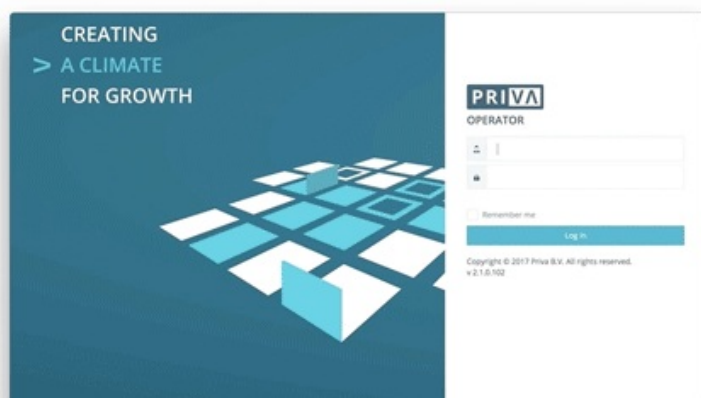 CREATING
> A CLIMATE
FOR GROWTH
PRIVA
OPERATOR
Remember me
Log In
Copyright © 2017 Priva B.V. All rights reserved.
v 2.1.0.102